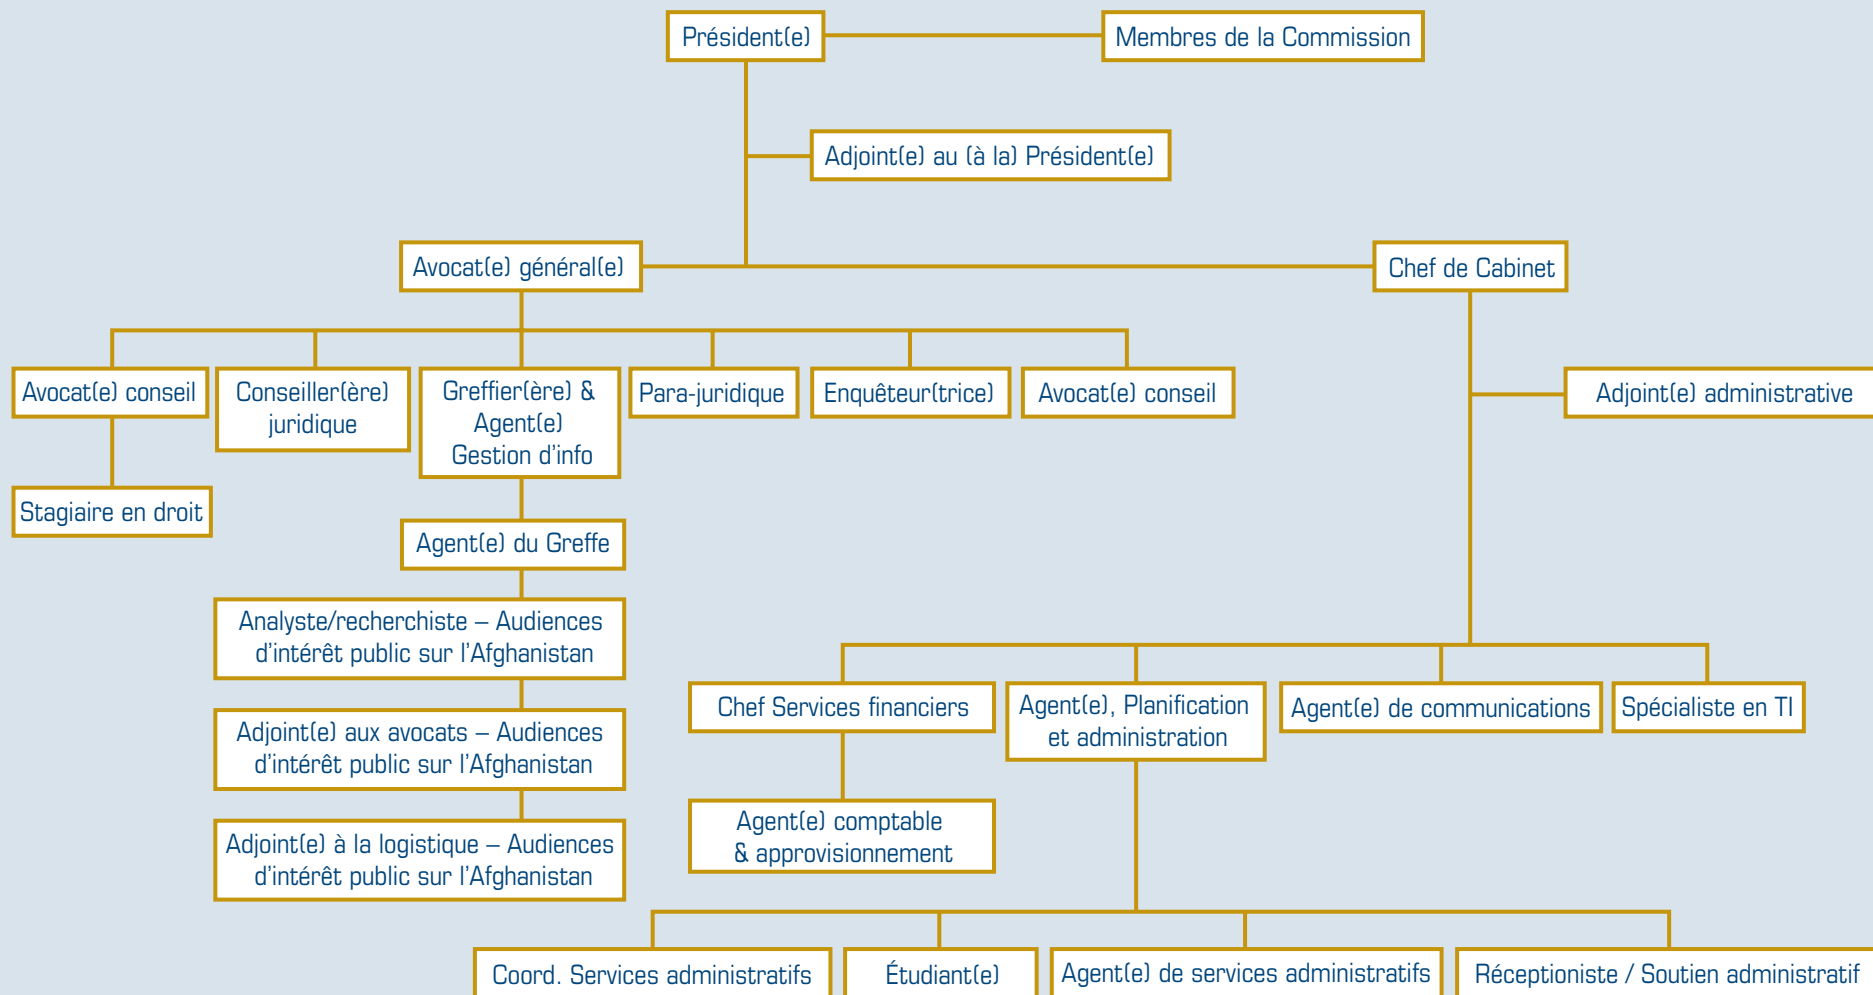 Président(e)
Membres de la Commission
Adjoint(e) au (à la) Président(e)
Avocat(e) général(e)
Chef de Cabinet
Avocat(e) conseil
Conseiller(ère)
juridique
Greffier(ère) &
Agent(e)
Gestion d'info
Para-juridique
Enquêteur(trice)
Avocat(e) conseil
Adjoint(e) administrative
Stagiaire en droit
Agent(e) du Greffe
Analyste/recherchiste – Audiences
d'intérêt public sur l'Afghanistan
Adjoint(e) aux avocats – Audiences
d'intérêt public sur l'Afghanistan
Adjoint(e) à la logistique – Audiences
d'intérêt public sur l'Afghanistan
Chef Services financiers
Agent(e), Planification
et administration
Agent(e) de communications
Spécialiste en TI
Agent(e) comptable
& approvisionnement
Coord. Services administratifs
Étudiant(e)
Agent(e) de services administratifs
Réceptioniste / Soutien administratif